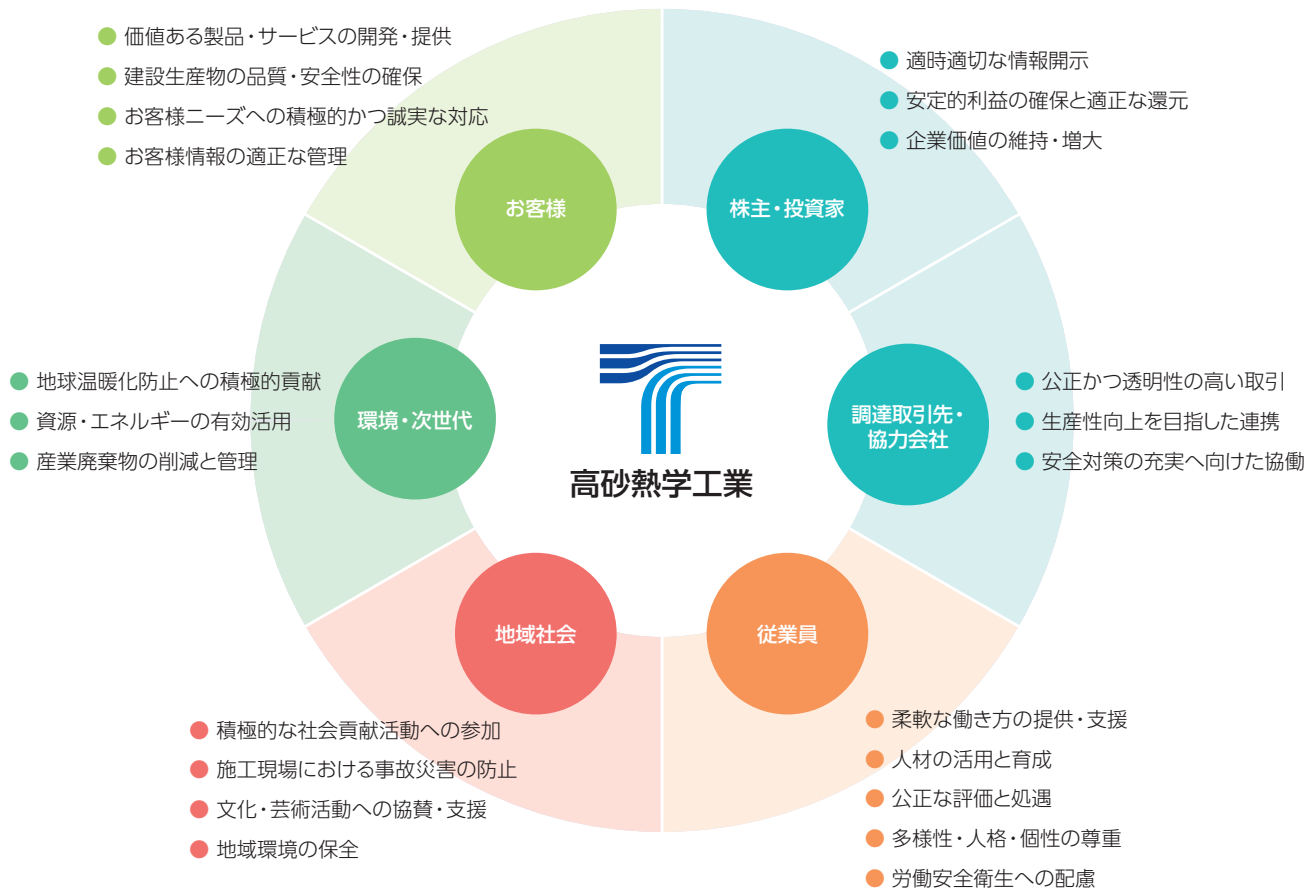 価値ある製品・サービスの開発・提供
建設生産物の品質・安全性の確保
お客様ニーズへの積極的かつ誠実な対応
お客様情報の適正な管理
お客様
適時適切な情報開示
安定的利益の確保と適正な還元
企業価値の維持・増大
株主・投資家
地球温暖化防止への積極的貢献
資源・エネルギーの有効活用
産業廃棄物の削減と管理
環境・次世代
高砂熱学工業
調達取引先・
協力会社
公正かつ透明性の高い取引
生産性向上を目指した連携
安全対策の充実へ向けた協働
地域社会
積極的な社会貢献活動への参加
施工現場における事故災害の防止
文化・芸術活動への協賛・支援
地域環境の保全
従業員
柔軟な働き方の提供・支援
人材の活用と育成
公正な評価と処遇
多様性・人格・個性の尊重
労働安全衛生への配慮